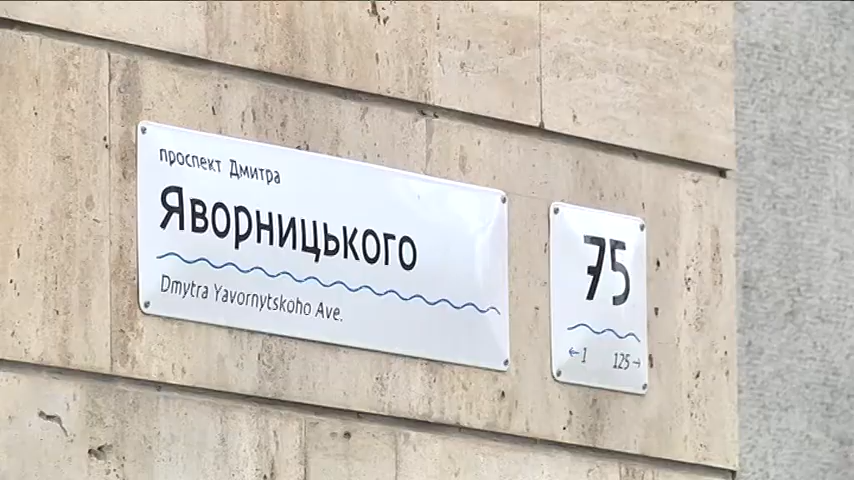 проспект Дмитра
Яворницького
Dmytra Yavornytskoho Ave.
75
←1 125→